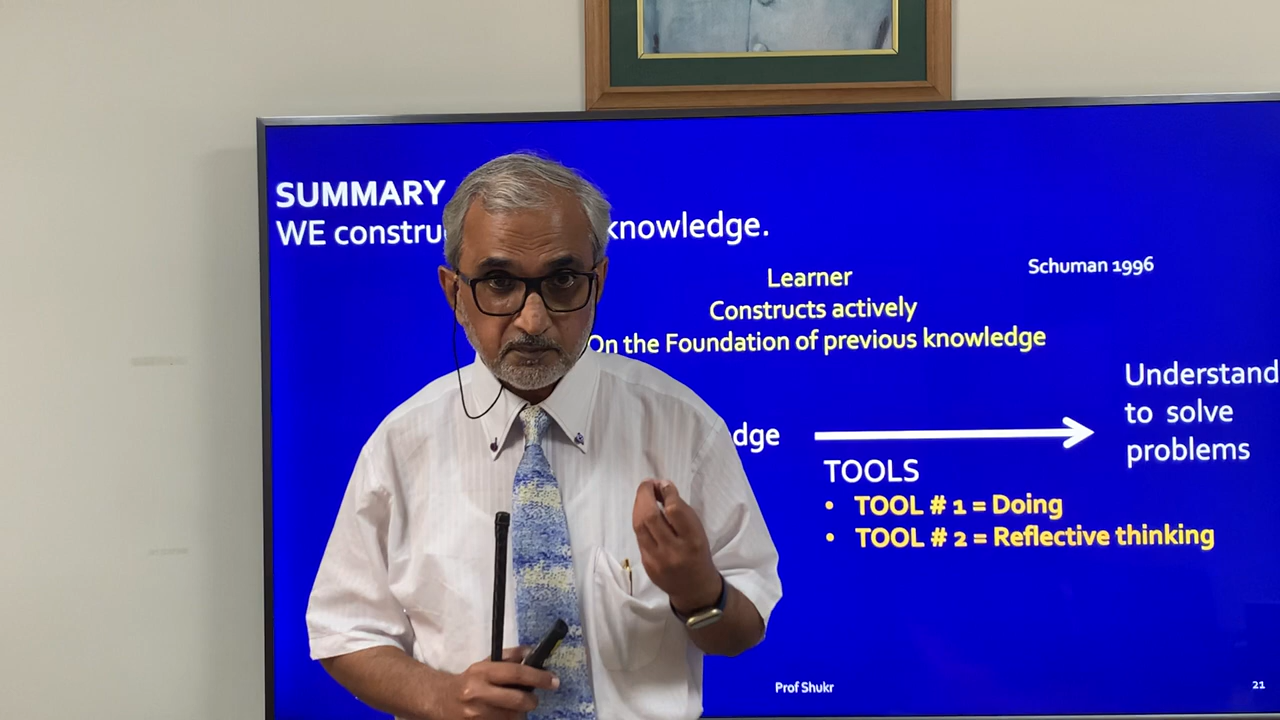 SUMMARY
WE constru knowledge.
Schuman 1996
Learner
Constructs actively
On the Foundation of previous knowledge
Understand
to solve
problems
dge
TOOLS
• TOOL # 1 = Doing
• TOOL # 2 = Reflective thinking
Prof Shukr
21